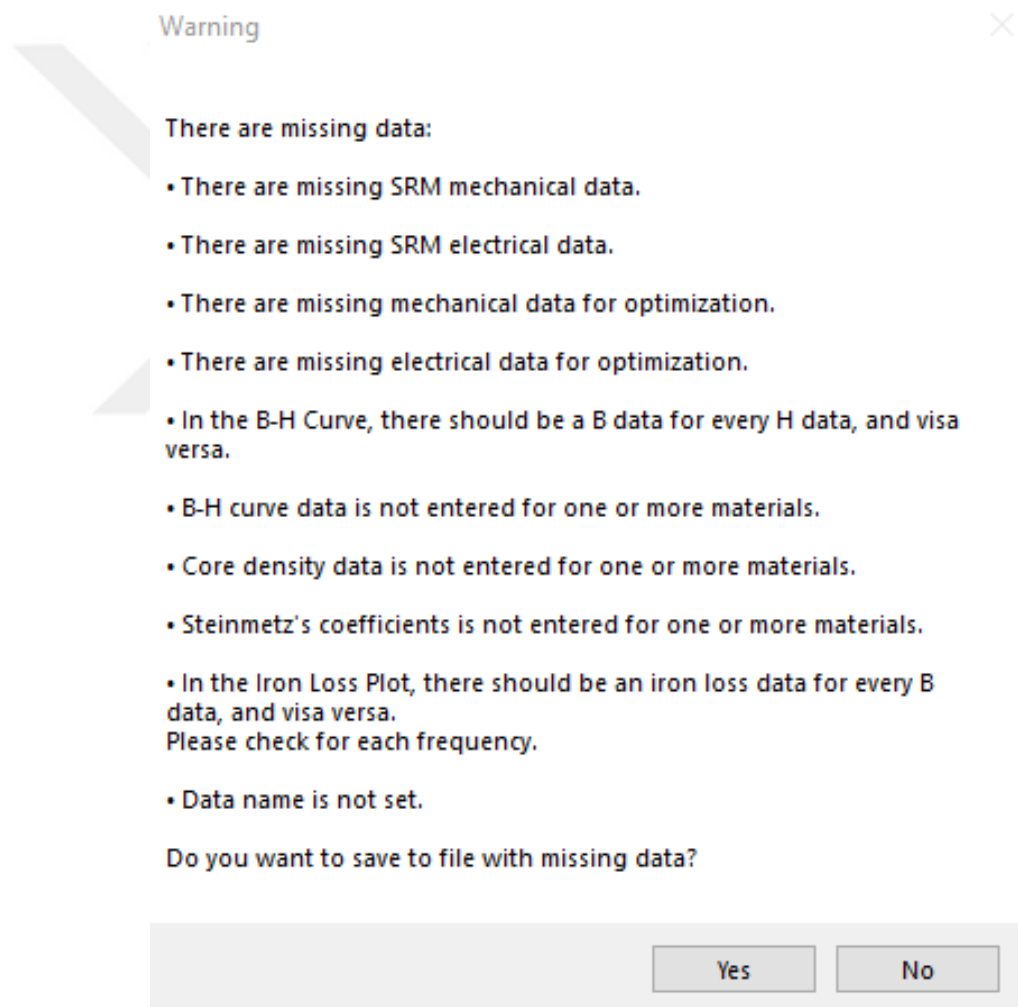 Warning
There are missing data:
• There are missing SRM mechanical data.
• There are missing SRM electrical data.
• There are missing mechanical data for optimization.
• There are missing electrical data for optimization.
• In the B-H Curve, there should be a B data for every H data, and visa
versa.
• B-H curve data is not entered for one or more materials.
• Core density data is not entered for one or more materials.
• Steinmetz's coefficients is not entered for one or more materials.
• In the Iron Loss Plot, there should be an iron loss data for every B
data, and visa versa.
Please check for each frequency.
• Data name is not set.
Do you want to save to file with missing data?
Yes
No